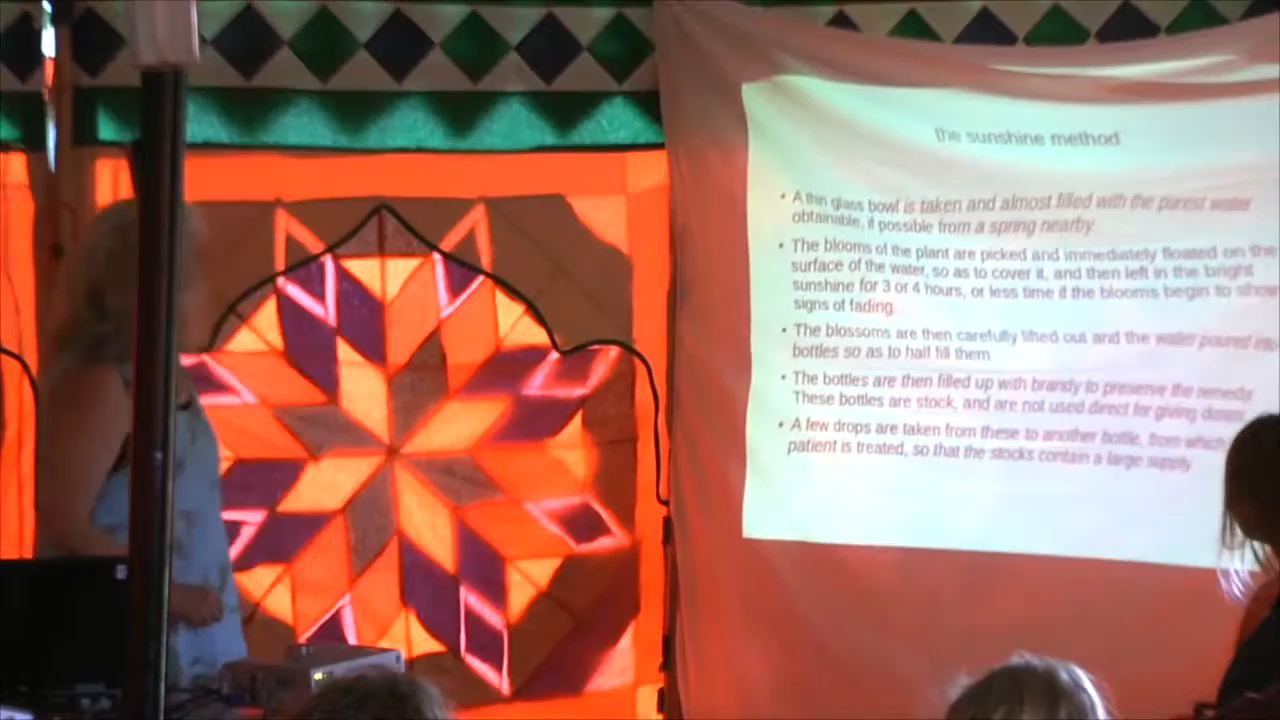 the sunshine method
• A thin glass bowl is taken and almost filled with the purest water
obtainable, if possible from a spring nearby.
• The blooms of the plant are picked and immediately floated on the
surface of the water, so as to cover it, and then left in the bright
sunshine for 3 or 4 hours, or less time if the blooms begin to show
signs of fading.
• The blossoms are then carefully lifted out and the water poured into
bottles so as to half fill them
• The bottles are then filled up with brandy to preserve the remedy.
These bottles are stock, and are not used direct for giving doses
• A few drops are taken from these to another bottle, from which
patient is treated, so that the stocks contain a large supply